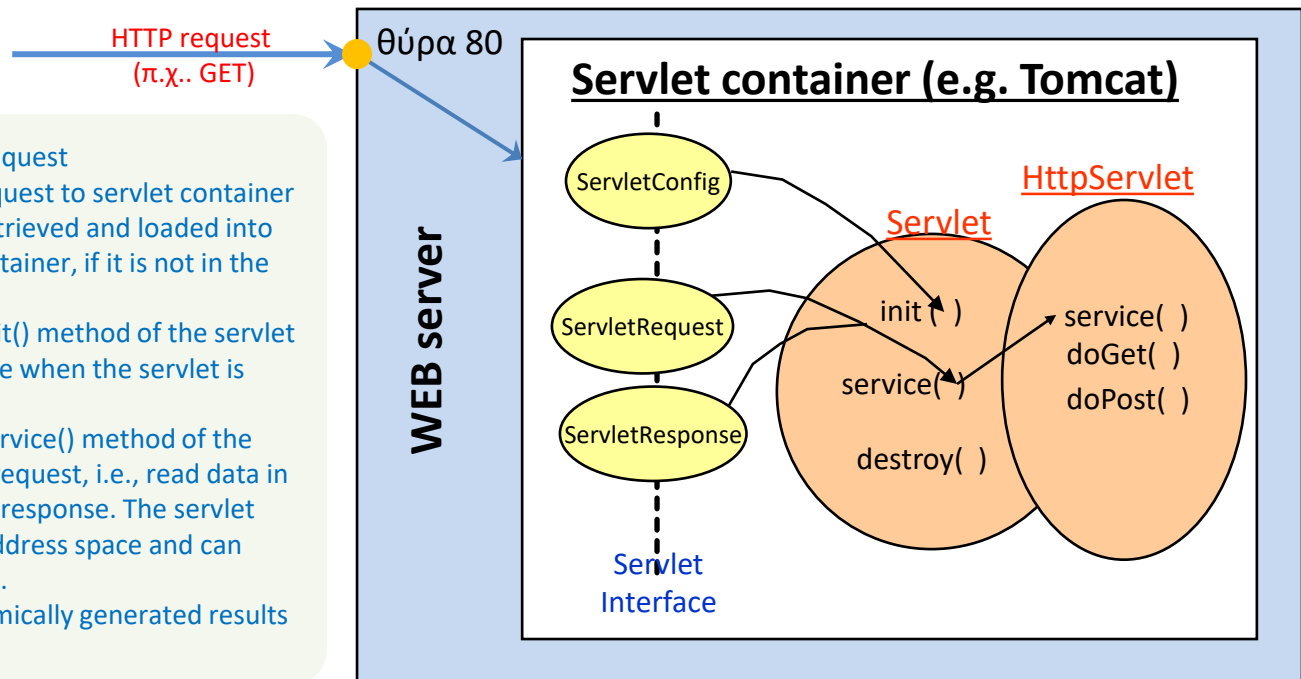 HTTP request
(π.χ.. GET)
θύρα 80
quest
quest to servlet container
trieved and loaded into
tainer, if it is not in the
it() method of the servlet
e when the servlet is
rvice() method of the
request, i.e., read data in
response. The servlet
ddress space and can
.
mically generated results
WEB server
Servlet container (e.g. Tomcat)
ServletConfig
ServletRequest
ServletResponse
Servlet
Interface
Servlet
init ( )
service( )
destroy( )
HttpServlet
service( )
doGet( )
doPost( )